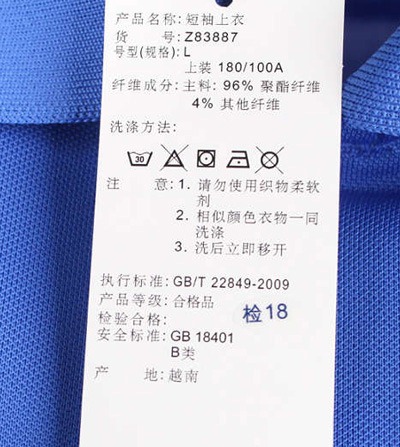 产品名称: 短袖上衣
货 号: Z83887
号型(规格): L
上装 180/100A
纤维成分: 主料: 96% 聚酯纤维
4% 其他纤维
洗涤方法:
30
注 意: 1. 请勿使用织物柔软
剂
2. 相似颜色衣物一同
洗涤
3. 洗后立即移开
执行标准: GB/T 22849-2009
产品等级: 合格品
检验合格: 检18
安全标准: GB 18401
B类
产 地: 越南